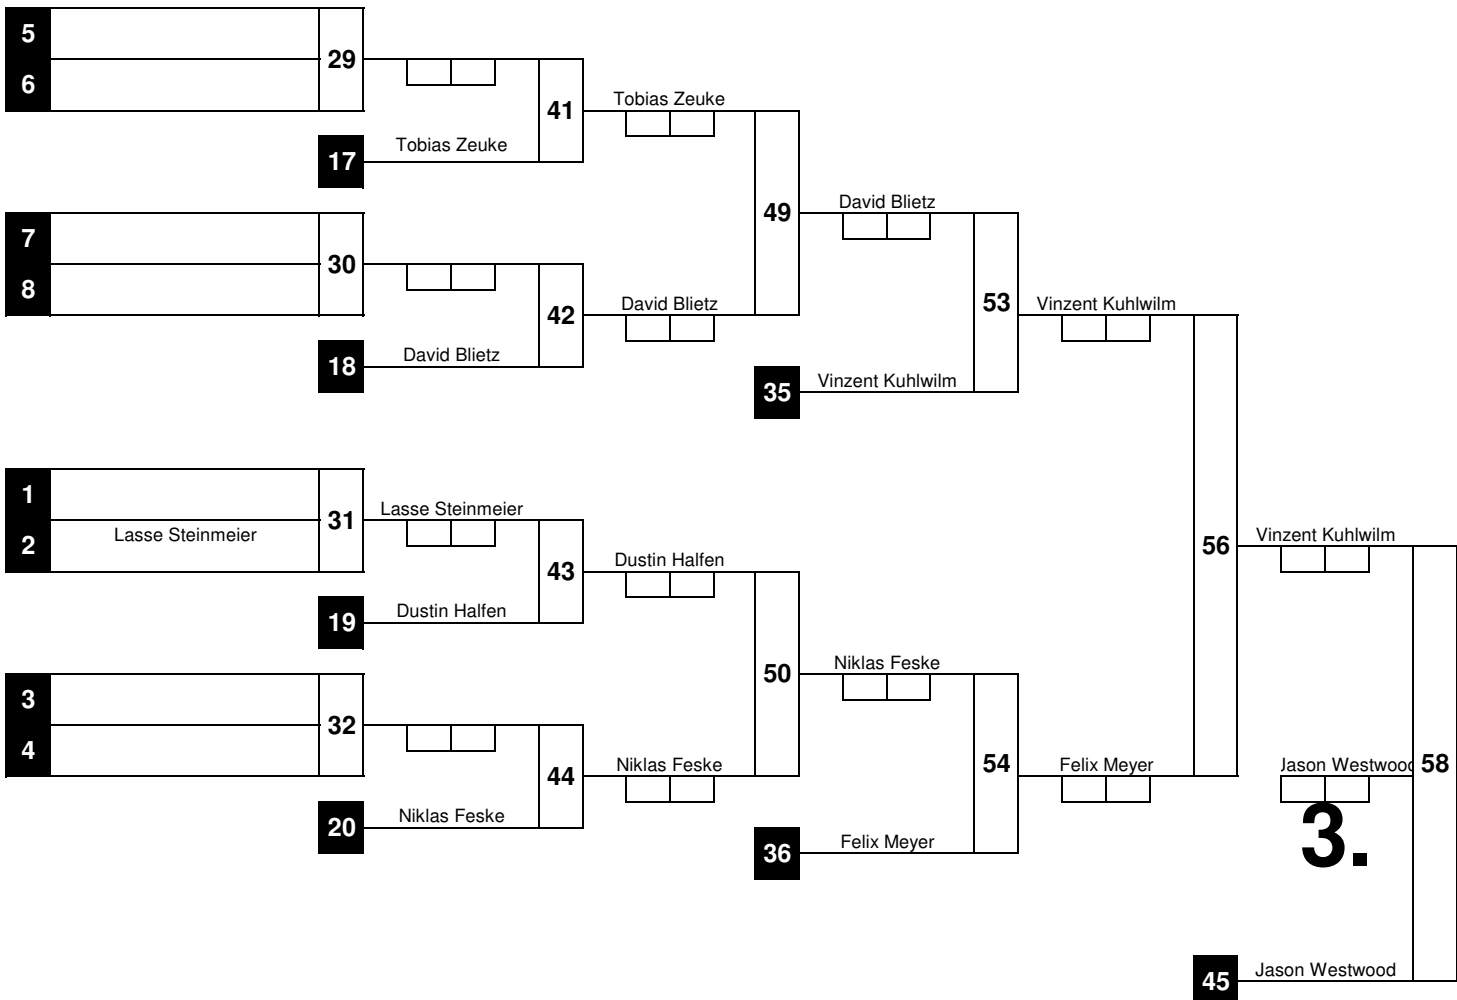 5
29
6
41
Tobias Zeuke
17
Tobias Zeuke
49
David Blietz
7
30
8
42
David Blietz
53
Vinzent Kuhlwilm
18
David Blietz
35
Vinzent Kuhlwilm
56
Vinzent Kuhlwilm
1
31
Lasse Steinmeier
2
Lasse Steinmeier
43
Dustin Halfen
19
Dustin Halfen
50
Niklas Feske
3
32
4
44
Niklas Feske
54
Felix Meyer
Jason Westwood
58
20
Niklas Feske
36
Felix Meyer
3.
45
Jason Westwood